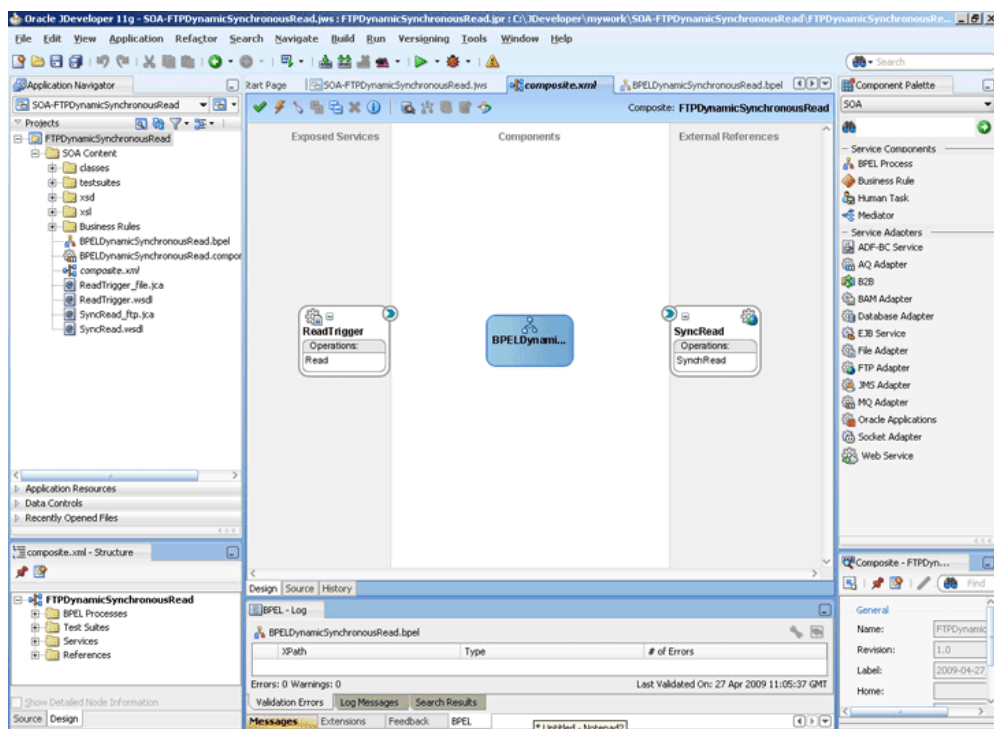 Oracle JDeveloper 11g - SOA-FTPDynamicSynchronousRead.jws : FTPDynamicSynchronousRead.jpr : C:\JDeveloper\mywork\SOA-FTPDynamicSynchronousRead\FTPDynamicSynchronousRe...
File Edit View Application Refactor Search Navigate Build Run Versioning Tools Window Help
Search
Application Navigator
SOA-FTPDynamicSynchronousRead
Projects
FTPDynamicSynchronousRead
SOA Content
classes
testsuites
xsd
xsl
Business Rules
BPELDynamicSynchronousRead.bpel
BPELDynamicSynchronousRead.compor
composite.xml
ReadTrigger_file.jca
ReadTrigger.wsdl
SyncRead_ftp.jca
SyncRead.wsdl
Application Resources
Data Controls
Recently Opened Files
composite.xml - Structure
FTPDynamicSynchronousRead
BPEL Processes
Test Suites
Services
References
Show Detailed Node Information
Source Design
tart Page SOA-FTPDynamicSynchronousRead.jws composite.xml BPELDynamicSynchronousRead.bpel
Composite: FTPDynamicSynchronousRead
Exposed Services Components External References
ReadTrigger
Operations:
Read
BPELDynami...
SyncRead
Operations:
SynchRead
Design Source History
BPEL - Log
BPELDynamicSynchronousRead.bpel
XPath Type # of Errors
Errors: 0 Warnings: 0 Last Validated On: 27 Apr 2009 11:05:37 GMT
Validation Errors Log Messages Search Results
Messages Extensions Feedback BPEL
* Untitled - Notepad2
Component Palette
SOA
Service Components
BPEL Process
Business Rule
Human Task
Mediator
Service Adapters
ADF-BC Service
AQ Adapter
B2B
BAM Adapter
Database Adapter
EJB Service
File Adapter
FTP Adapter
JMS Adapter
MQ Adapter
Oracle Applications
Socket Adapter
Web Service
Composite - FTPDyn...
Find
General
Name: FTPDynamic
Revision: 1.0
Label: 2009-04-27
Home: